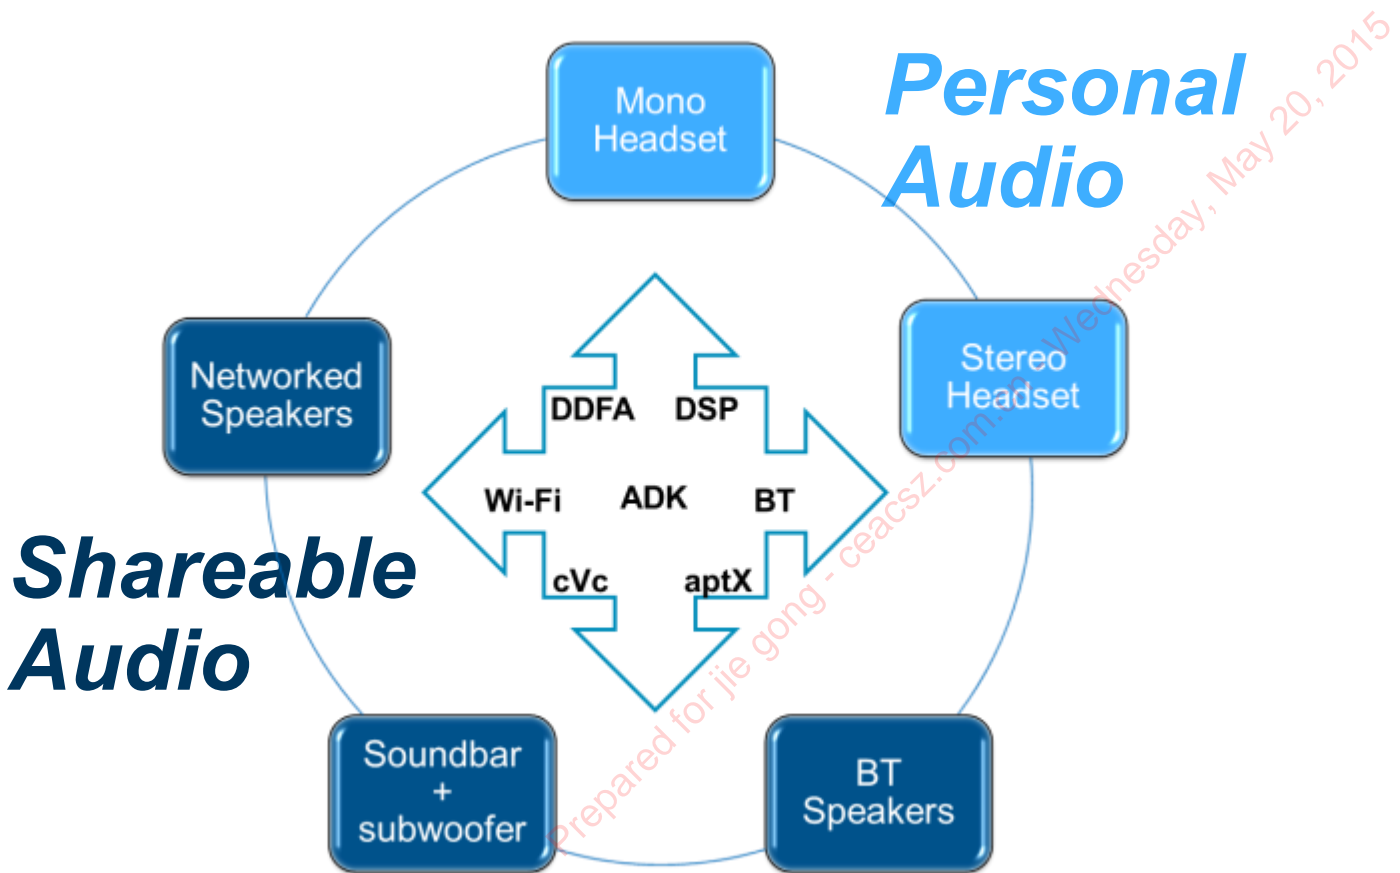 Personal
Audio
Mono
Headset
Stereo
Headset
Networked
Speakers
DDFA DSP
Wi-Fi ADK BT
cVc aptX
Shareable
Audio
Soundbar
+
subwoofer
BT
Speakers
Prepared for jie gong - ceacsz.com.cn - Wednesday, May 20, 2015